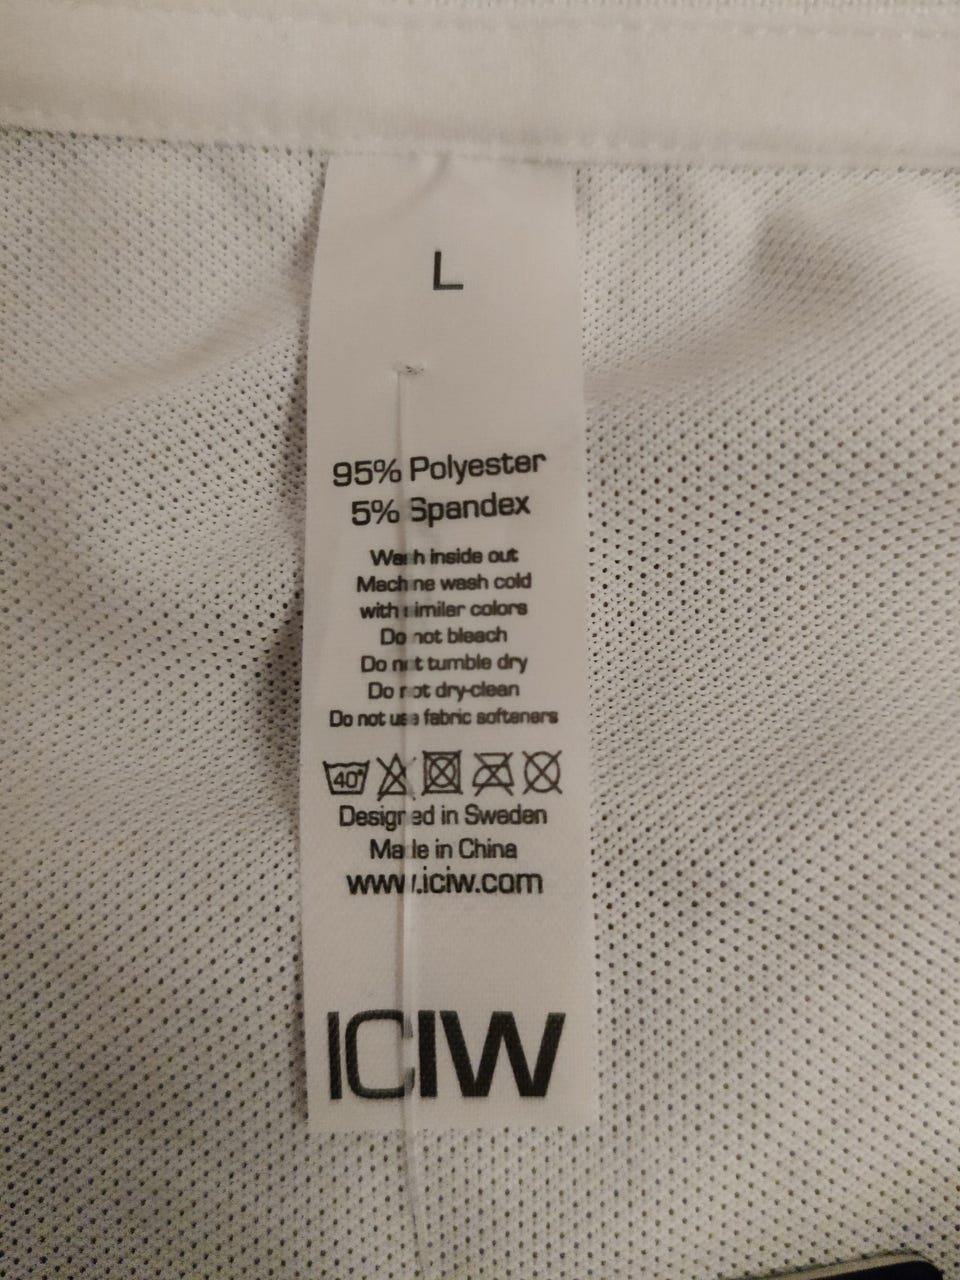 L
95% Polyester
5% Spandex
Wash inside out
Machine wash cold
with similar colors
Do not bleach
Do not tumble dry
Do not dry-clean
Do not use fabric softeners
40°
Designed in Sweden
Made in China
www.iciw.com
ICIW